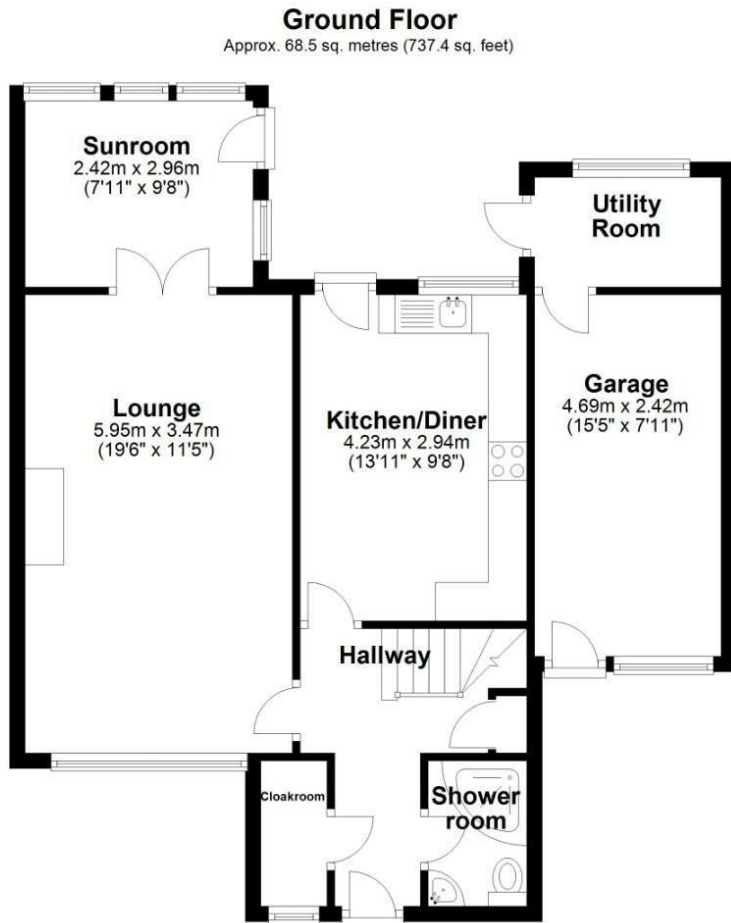 Ground Floor
Approx. 68.5 sq. metres (737.4 sq. feet)
Sunroom
2.42m x 2.96m
(7'11" x 9'8")
Utility
Room
Lounge
5.95m x 3.47m
(19'6" x 11'5")
Kitchen/Diner
4.23m x 2.94m
(13'11" x 9'8")
Garage
4.69m x 2.42m
(15'5" x 7'11")
Hallway
Cloakroom
Shower
room